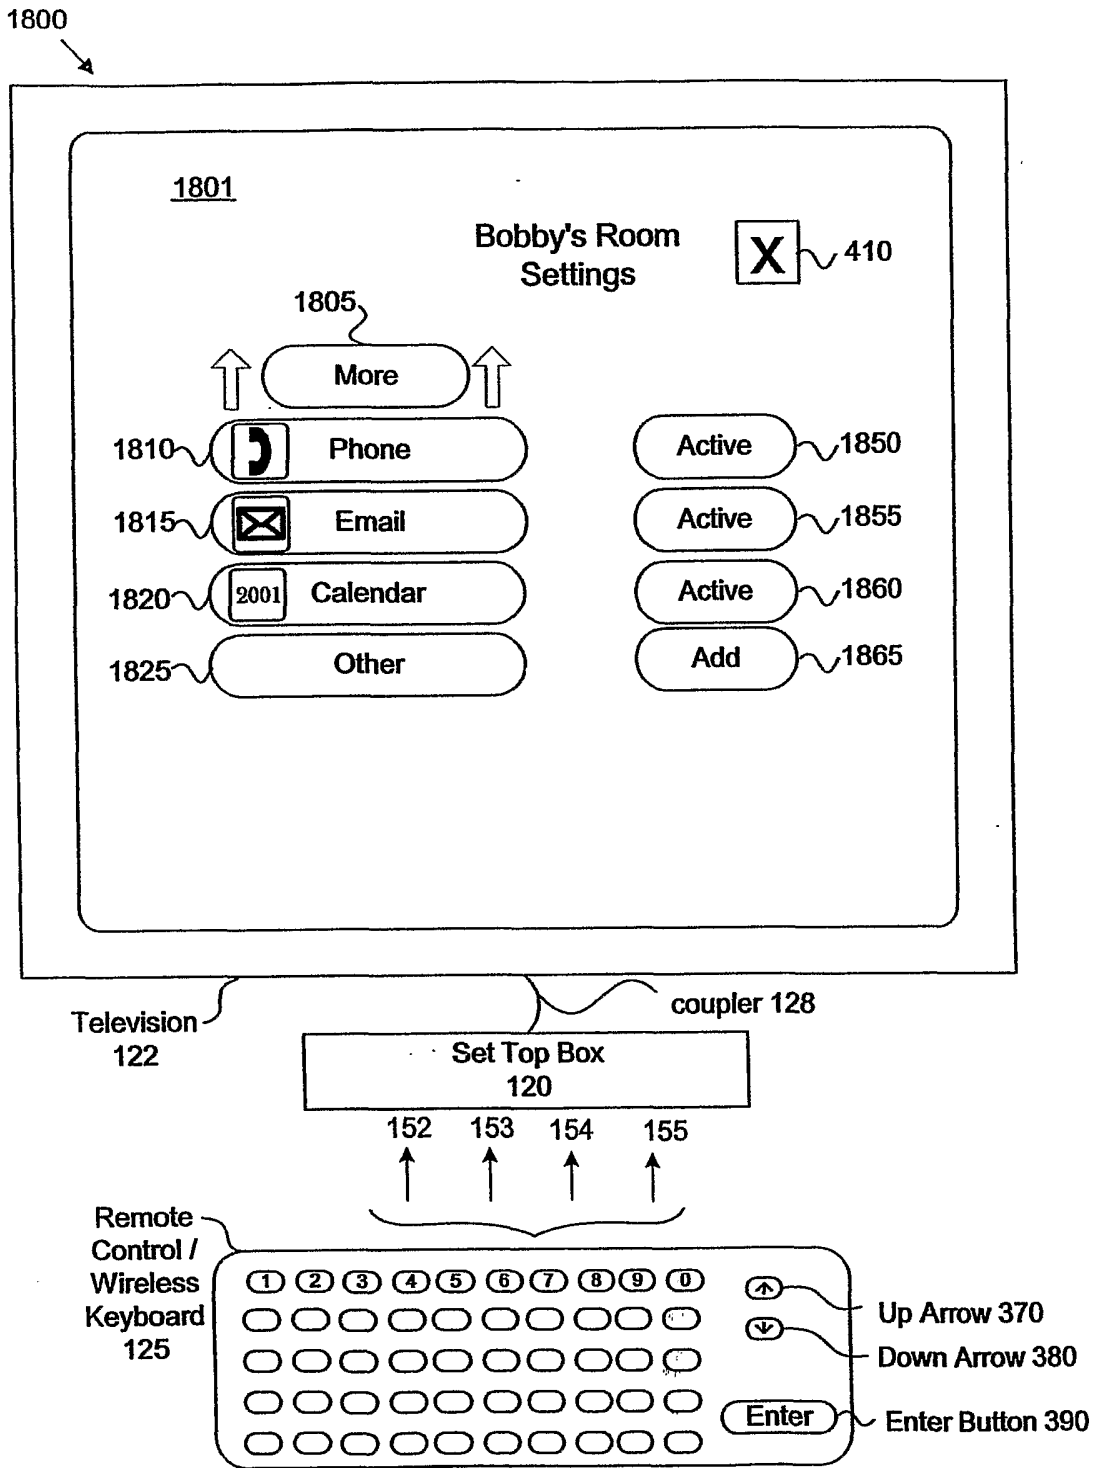 1800
1801
Bobby's Room
Settings
X
410
1805
More
1810
Phone
Active
1850
1815
Email
Active
1855
1820
2001
Calendar
Active
1860
1825
Other
Add
1865
Television
122
coupler 128
Set Top Box
120
152 153 154 155
Remote
Control /
Wireless
Keyboard
125
1 2 3 4 5 6 7 8 9 0
Up Arrow 370
Down Arrow 380
Enter
Enter Button 390